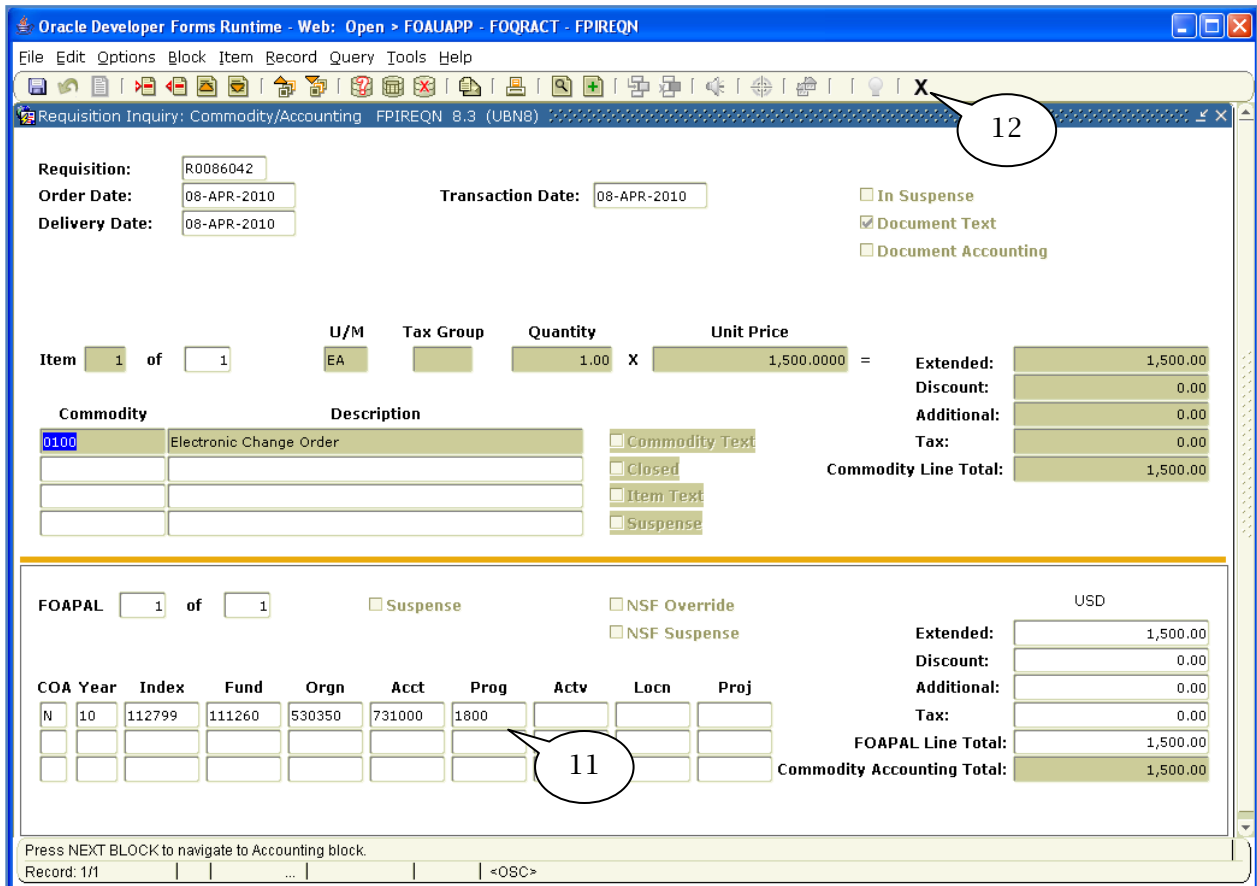 Oracle Developer Forms Runtime - Web: Open > FOAUAPP - FOQRACT - FPIREQN
File Edit Options Block Item Record Query Tools Help
X
12
Requisition Inquiry: Commodity/Accounting FPIREQN 8.3 (UBN8)
Requisition: R0086042
Order Date: 08-APR-2010 Transaction Date: 08-APR-2010 In Suspense
Delivery Date: 08-APR-2010 Document Text
Document Accounting
U/M Tax Group Quantity Unit Price
Item 1 of 1 EA 1.00 X 1,500.0000 = Extended: 1,500.00
Discount: 0.00
Commodity Description Additional: 0.00
0100 Electronic Change Order Commodity Text Tax: 0.00
Closed Commodity Line Total: 1,500.00
Item Text
Suspense
FOAPAL 1 of 1 Suspense NSF Override USD
NSF Suspense Extended: 1,500.00
Discount: 0.00
COA Year Index Fund Orgn Acct Prog Actv Locn Proj Additional: 0.00
N 10 112799 111260 530350 731000 1800 Tax: 0.00
FOAPAL Line Total: 1,500.00
11 Commodity Accounting Total: 1,500.00
Press NEXT BLOCK to navigate to Accounting block.
Record: 1/1 ... <OSC>